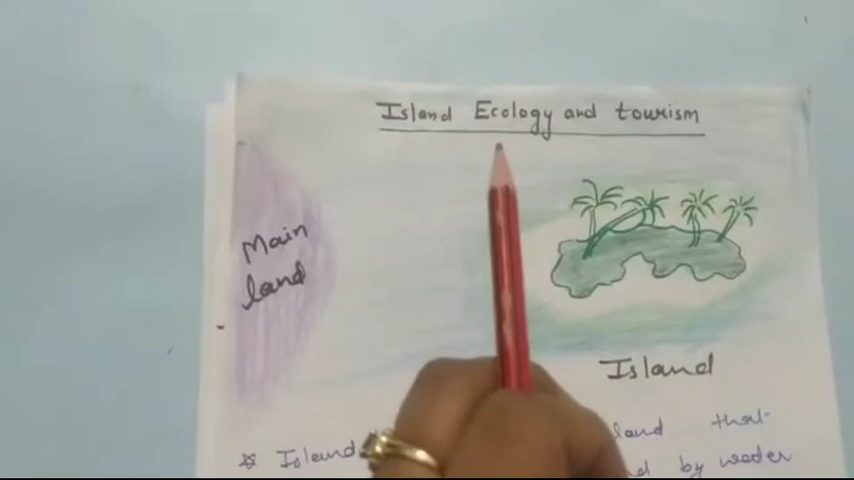 Island Ecology and tourism
Main
land
Island
* Island land that
by water